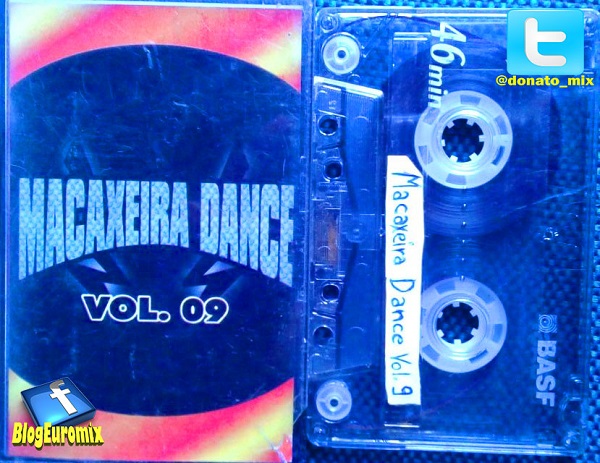 MACAXEIRA DANCE
VOL. 09
BlogEuromix
46 min
@donato_mix
Macaxeira Dance Vol. 9
BASF